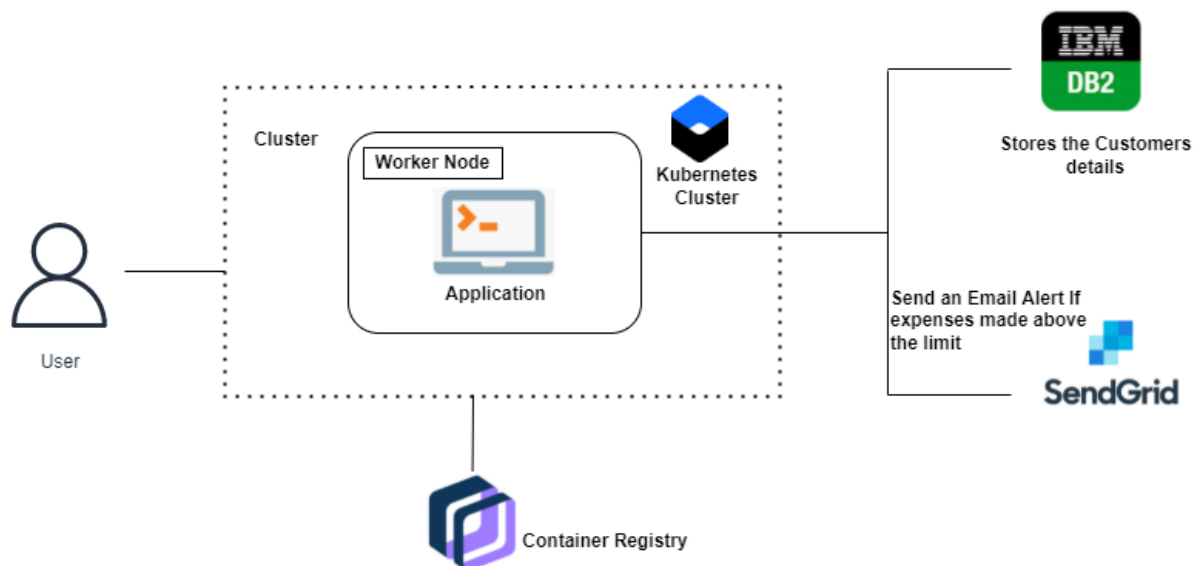 IBM
DB2
Stores the Customers
details
Cluster
Worker Node
Kubernetes
Cluster
Application
User
Send an Email Alert If
expenses made above
the limit
SendGrid
Container Registry